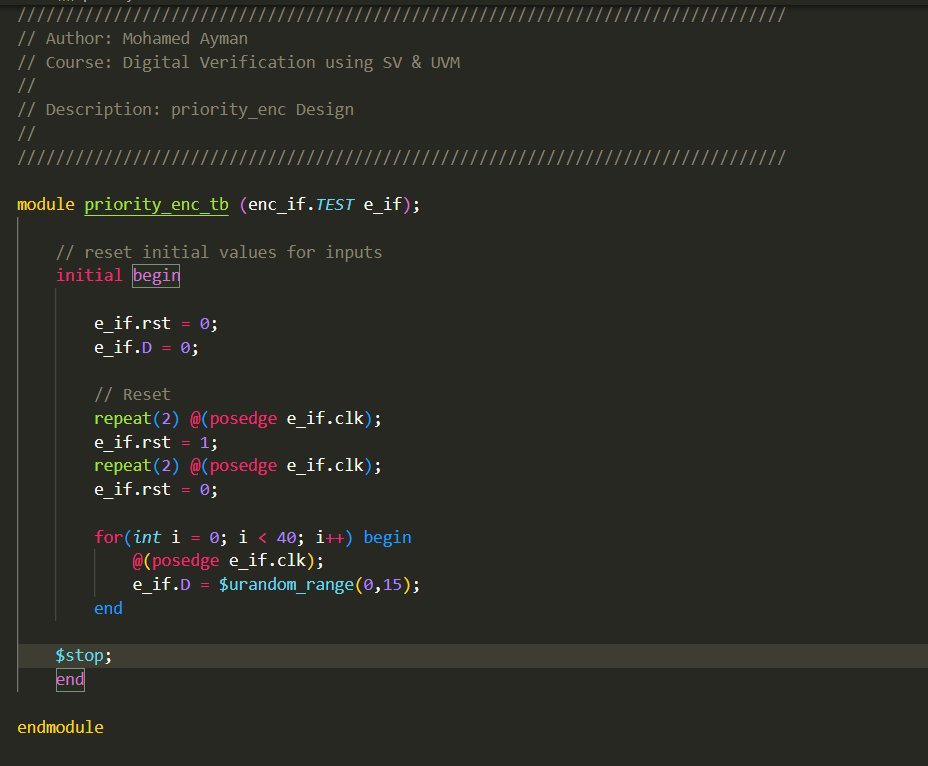 ////////////////////////////////////////////////////////////////////////////////
// Author: Mohamed Ayman
// Course: Digital Verification using SV & UVM
//
// Description: priority_enc Design
//
////////////////////////////////////////////////////////////////////////////////
module priority_enc_tb (enc_if.TEST e_if);
// reset initial values for inputs
initial begin
e_if.rst = 0;
e_if.D = 0;
// Reset
repeat(2) @(posedge e_if.clk);
e_if.rst = 1;
repeat(2) @(posedge e_if.clk);
e_if.rst = 0;
for(int i = 0; i < 40; i++) begin
@(posedge e_if.clk);
e_if.D = $urandom_range(0,15);
end
$stop;
end
endmodule